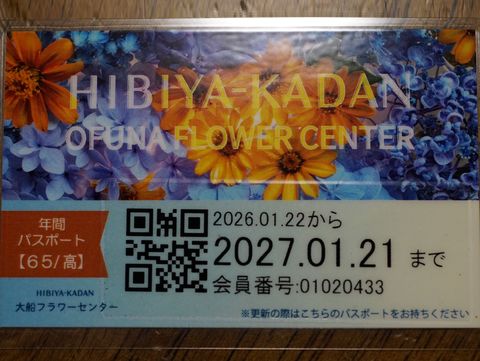 HIBIYA-KADAN
OFUNA FLOWER CENTER
年間
パスポート
【65/高】
2026.01.22から
2027.01.21 まで
会員番号:01020433
HIBIYA-KADAN
大船フラワーセンター
※更新の際はこちらのパスポートをお持ちください